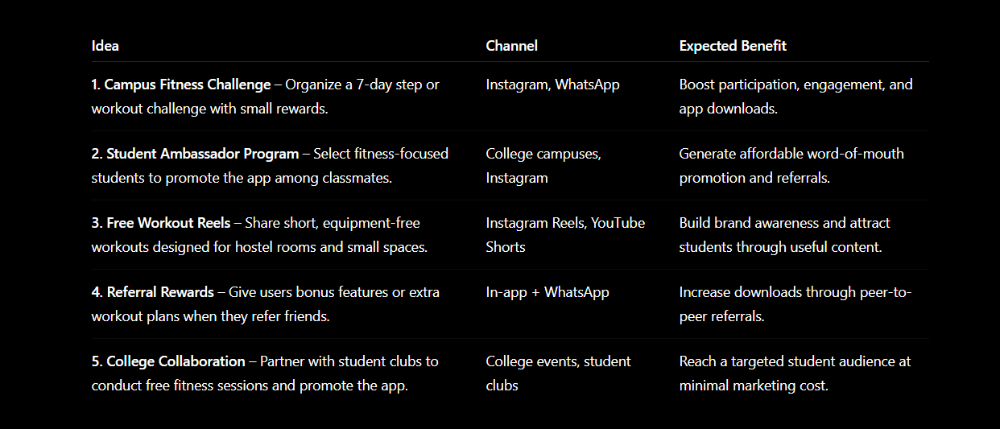 Idea Channel Expected Benefit
1. Campus Fitness Challenge – Organize a 7-day step or Instagram, WhatsApp Boost participation, engagement, and
workout challenge with small rewards. app downloads.
2. Student Ambassador Program – Select fitness-focused College campuses, Generate affordable word-of-mouth
students to promote the app among classmates. Instagram promotion and referrals.
3. Free Workout Reels – Share short, equipment-free Instagram Reels, YouTube Build brand awareness and attract
workouts designed for hostel rooms and small spaces. Shorts students through useful content.
4. Referral Rewards – Give users bonus features or extra In-app + WhatsApp Increase downloads through peer-to-
workout plans when they refer friends. peer referrals.
5. College Collaboration – Partner with student clubs to College events, student Reach a targeted student audience at
conduct free fitness sessions and promote the app. clubs minimal marketing cost.